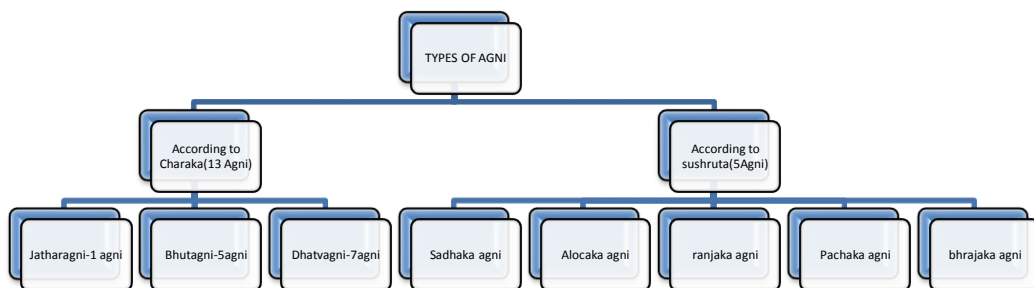 TYPES OF AGNI
According to
Charaka(13 Agni)
According to
sushruta(5Agni)
Jatharagni-1 agni
Bhutagni-5agni
Dhatvagni-7agni
Sadhaka agni
Alocaka agni
ranjaka agni
Pachaka agni
bhrajaka agni